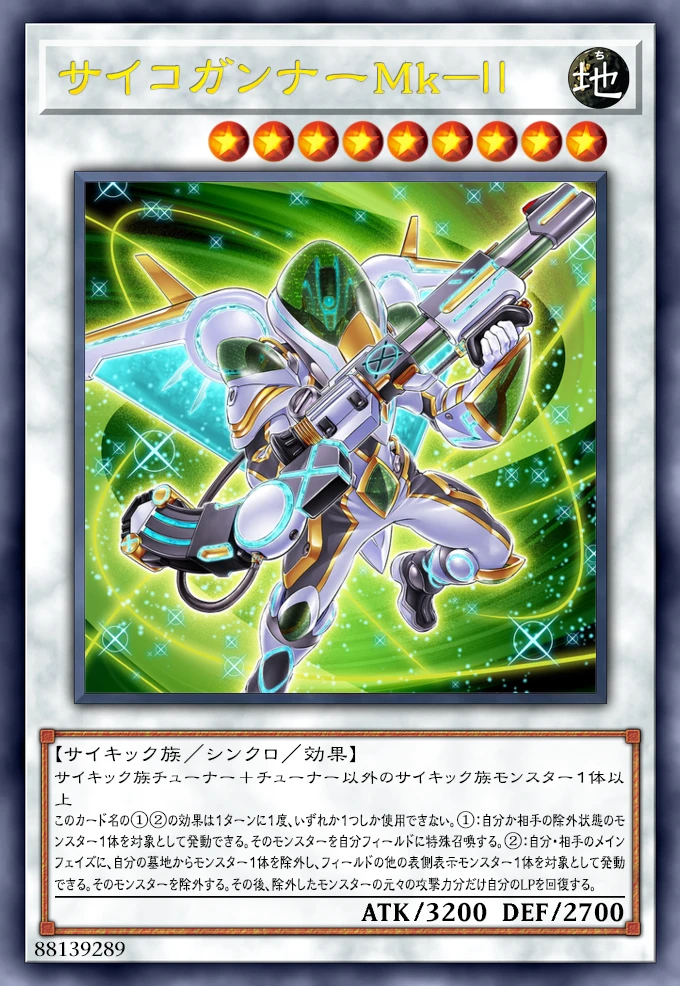 サイコガンナーMk-II
ち
地
【サイキック族／シンクロ／効果】
サイキック族チューナー＋チューナー以外のサイキック族モンスター１体以
上
このカード名の①②の効果は1ターンに1度、いずれか1つしか使用できない。①：自分か相手の除外状態のモ
ンスター1体を対象として発動できる。そのモンスターを自分フィールドに特殊召喚する。②：自分・相手のメイン
フェイズに、自分の墓地からモンスター1体を除外し、フィールドの他の表側表示モンスター1体を対象として発動
できる。そのモンスターを除外する。その後、除外したモンスターの元々の攻撃力分だけ自分のLPを回復する。
ATK/3200 DEF/2700
88139289